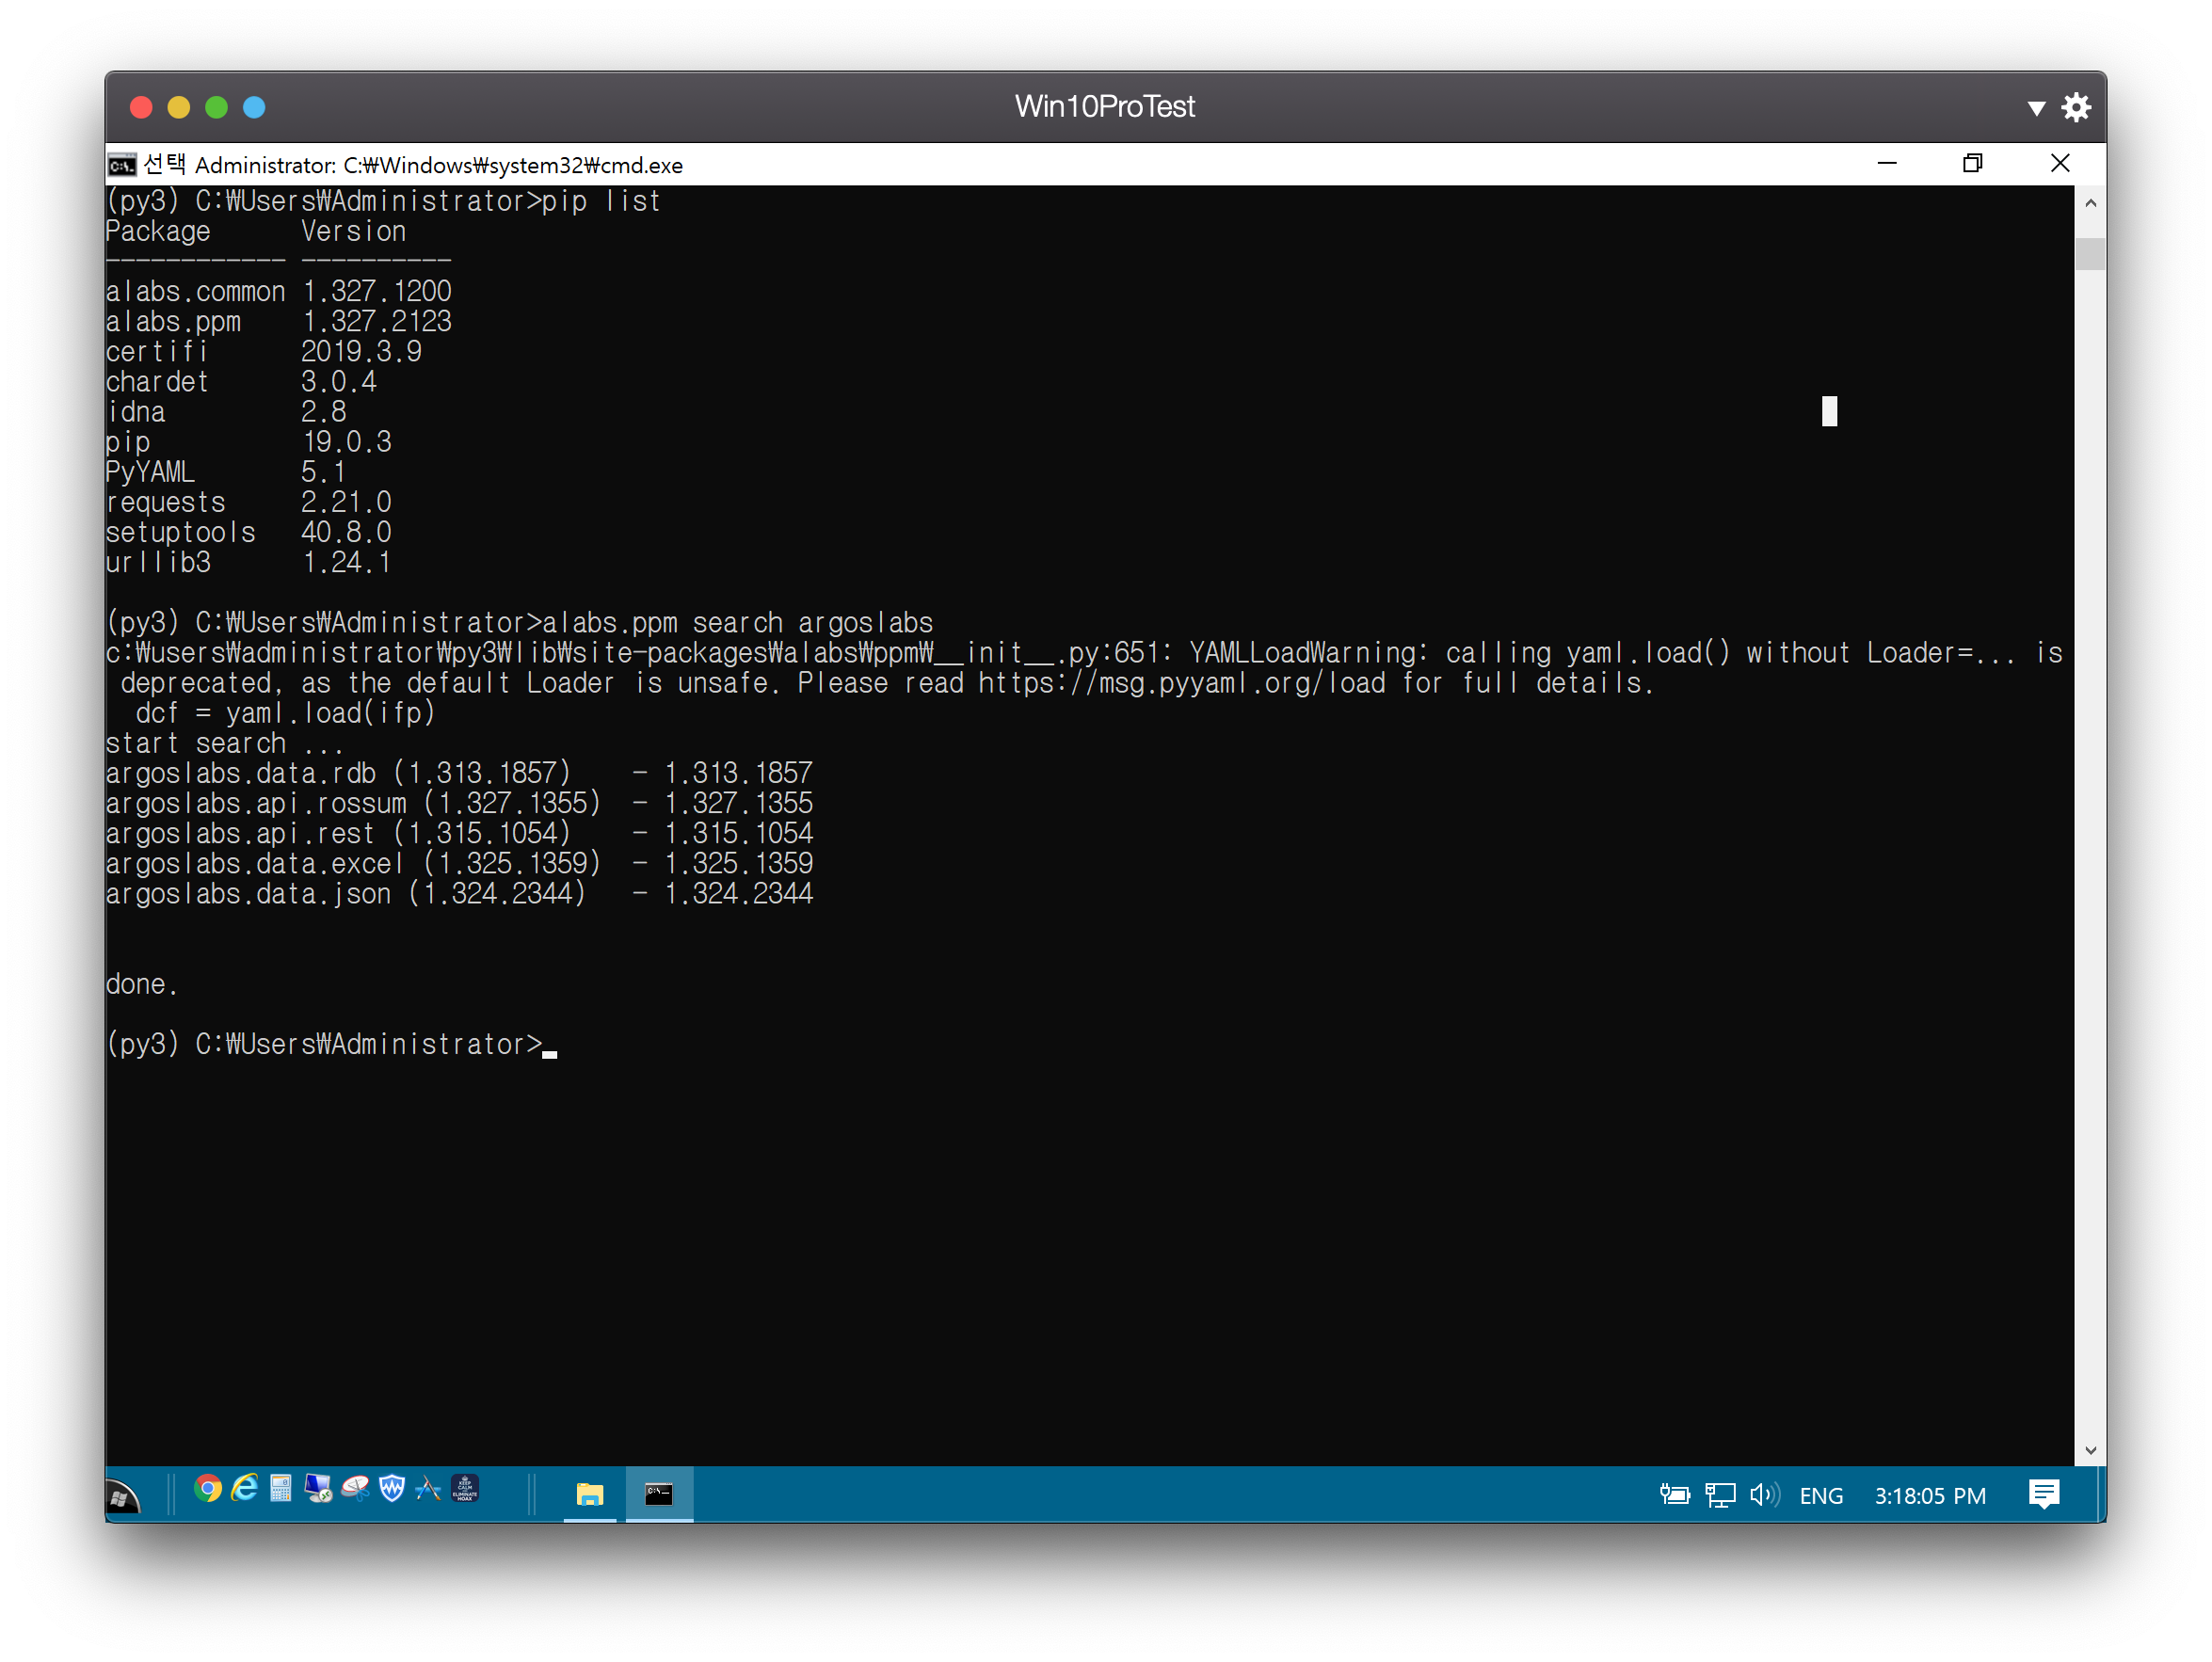 Win10ProTest
선택 Administrator: C:₩Windows₩system32₩cmd.exe
(py3) C:₩Users₩Administrator>pip list
Package      Version
------------ ----------
alabs.common 1.327.1200
alabs.ppm    1.327.2123
certifi      2019.3.9
chardet      3.0.4
idna         2.8
pip          19.0.3
PyYAML       5.1
requests     2.21.0
setuptools   40.8.0
urllib3      1.24.1
(py3) C:₩Users₩Administrator>alabs.ppm search argoslabs
c:₩users₩administrator₩py3₩lib₩site-packages₩alabs₩ppm₩__init__.py:651: YAMLLoadWarning: calling yaml.load() without Loader=... is
 deprecated, as the default Loader is unsafe. Please read https://msg.pyyaml.org/load for full details.
  dcf = yaml.load(ifp)
start search ...
argoslabs.data.rdb (1.313.1857)    - 1.313.1857
argoslabs.api.rossum (1.327.1355)  - 1.327.1355
argoslabs.api.rest (1.315.1054)    - 1.315.1054
argoslabs.data.excel (1.325.1359)  - 1.325.1359
argoslabs.data.json (1.324.2344)   - 1.324.2344
done.
(py3) C:₩Users₩Administrator>
KEEP
CALM
ELIMINATE
HOAX
ENG
3:18:05 PM